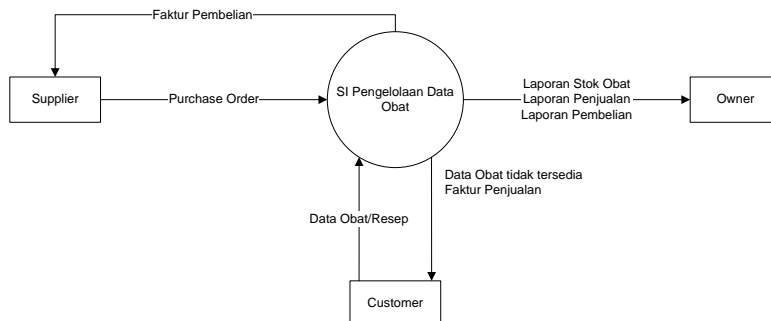 Faktur Pembelian
Supplier
Purchase Order
SI Pengelolaan Data
Obat
Laporan Stok Obat
Laporan Penjualan
Laporan Pembelian
Owner
Data Obat tidak tersedia
Faktur Penjualan
Data Obat/Resep
Customer